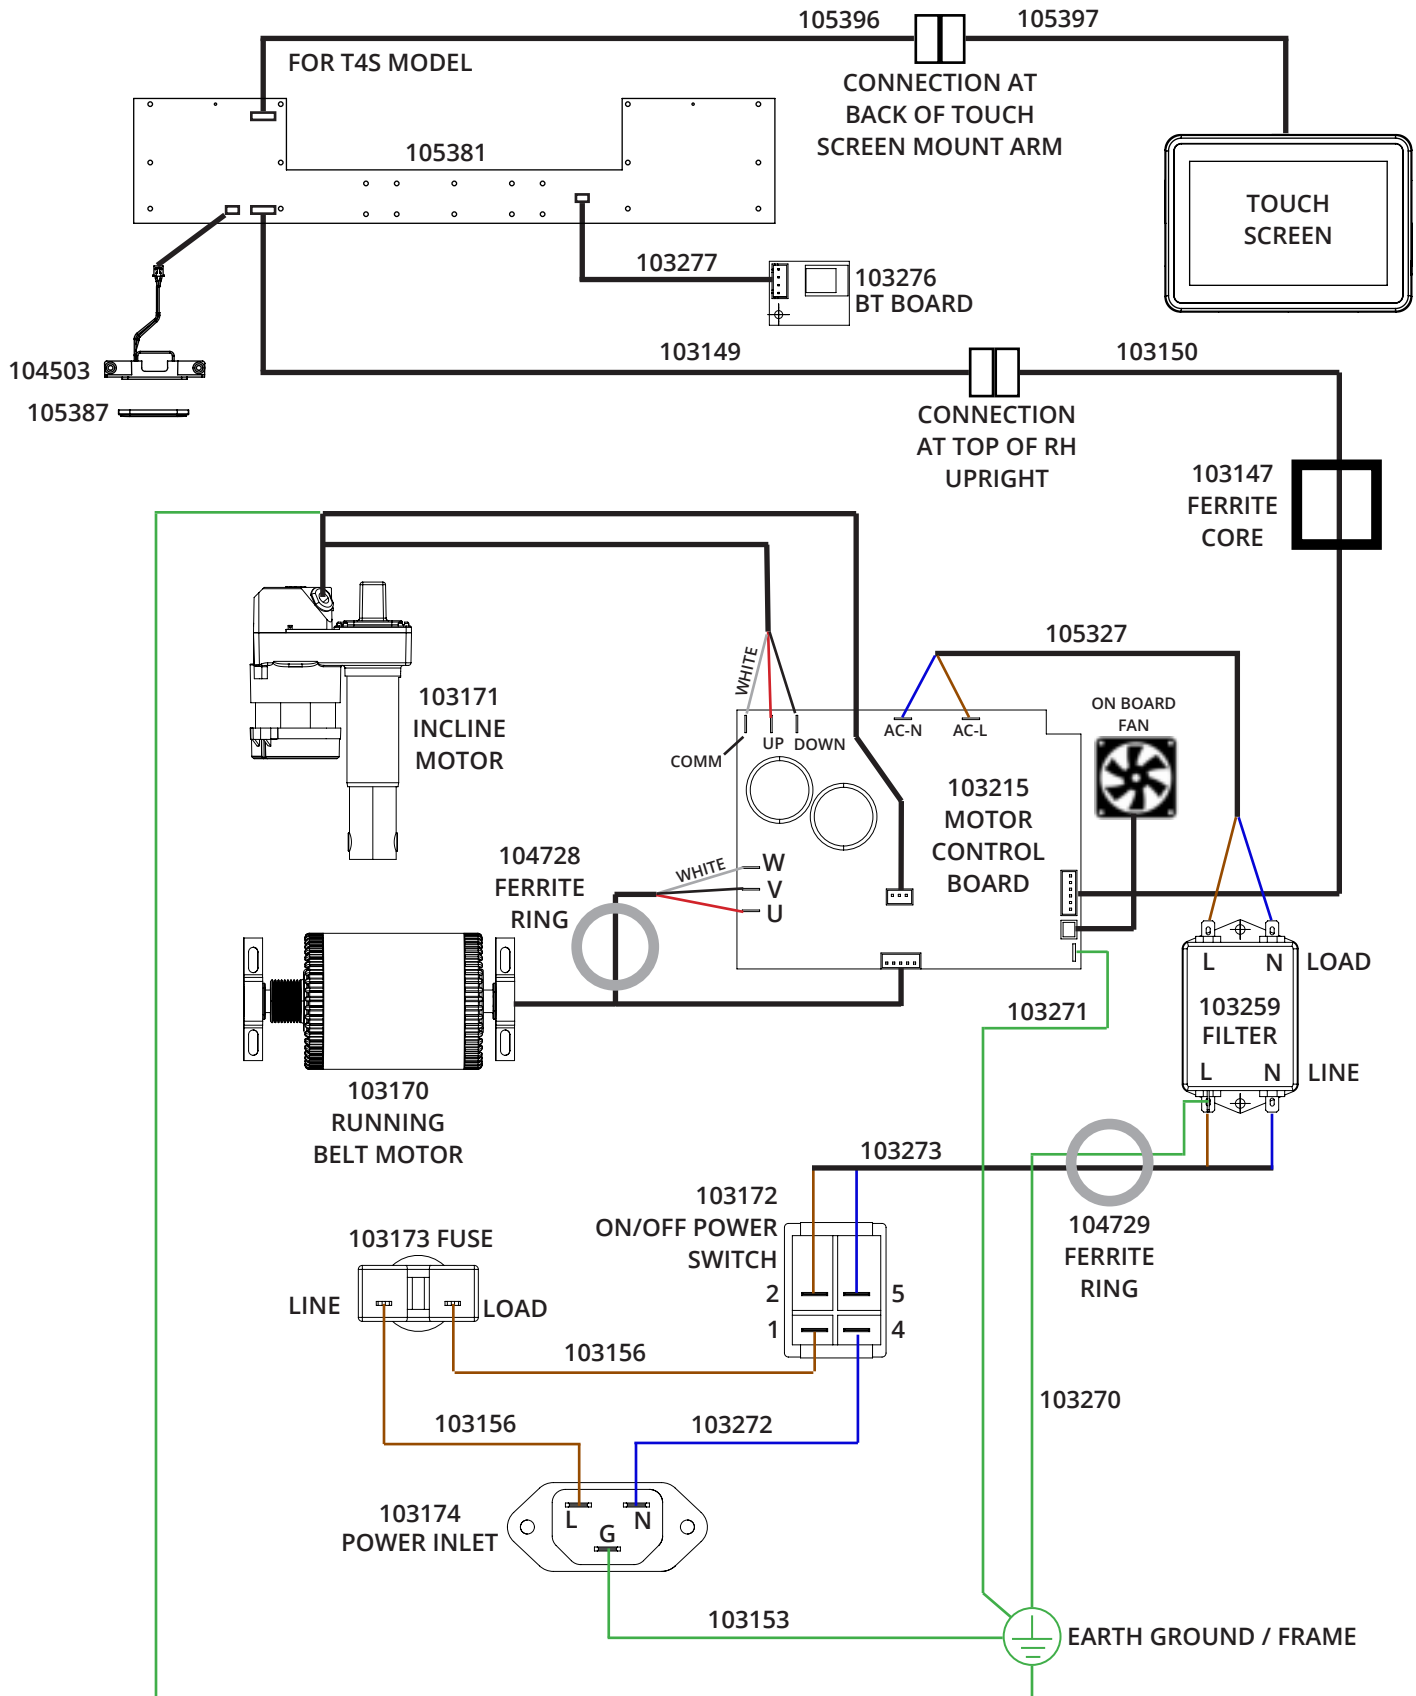 105396
105397
FOR T4S MODEL
CONNECTION AT
BACK OF TOUCH
SCREEN MOUNT ARM
105381
TOUCH
SCREEN
103277
103276
BT BOARD
104503
105387
103149
103150
CONNECTION
AT TOP OF RH
UPRIGHT
103147
FERRITE
CORE
105327
WHITE
103171
INCLINE
MOTOR
COMM
UP
DOWN
AC-N
AC-L
ON BOARD
FAN
103215
MOTOR
CONTROL
BOARD
104728
FERRITE
RING
WHITE
W
V
U
L
N
LOAD
103259
FILTER
L
N
LINE
103271
103170
RUNNING
BELT MOTOR
103273
103172
ON/OFF POWER
SWITCH
104729
FERRITE
RING
103173 FUSE
LINE
LOAD
2
5
1
4
103156
103156
103272
103270
103174
POWER INLET
L
N
G
103153
EARTH GROUND / FRAME